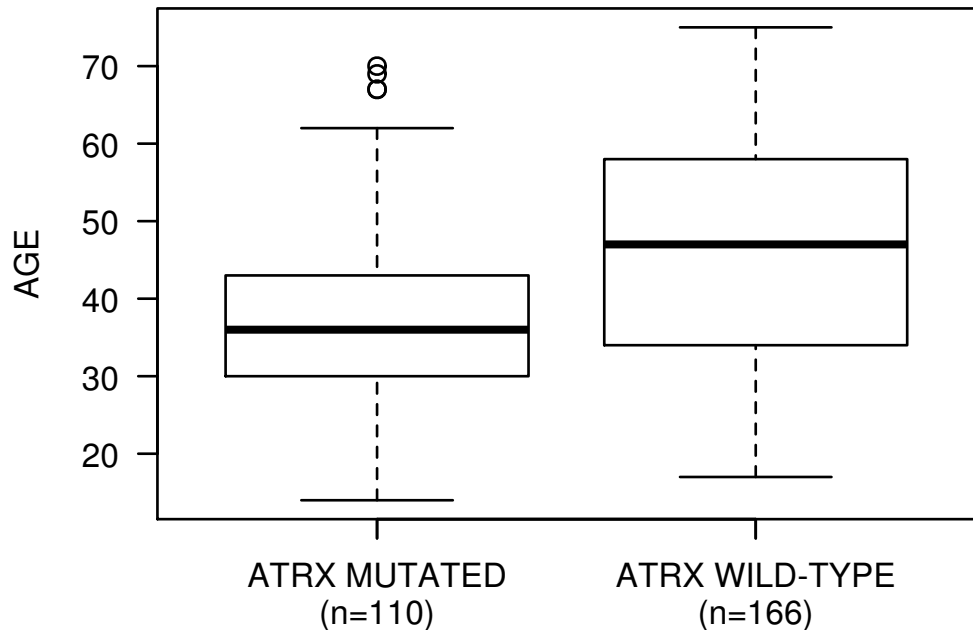 AGE
70
60
50
40
30
20
ATRX MUTATED
(n=110)
ATRX WILD-TYPE
(n=166)